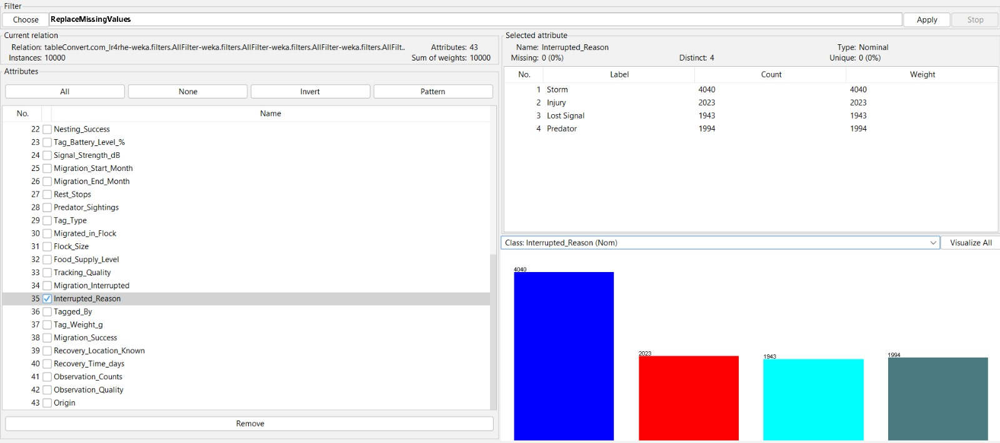 Filter
Choose ReplaceMissingValues Apply Stop
Current relation
Relation: tableConvert.com_lr4rhe-weka.filters.AllFilter-weka.filters.AllFilter-weka.filters.AllFilter-weka.filters.AllFilt.. Attributes: 43
Instances: 10000 Sum of weights: 10000
Attributes
All None Invert Pattern
No. Name
22 Nesting_Success
23 Tag_Battery_Level_%
24 Signal_Strength_dB
25 Migration_Start_Month
26 Migration_End_Month
27 Rest_Stops
28 Predator_Sightings
29 Tag_Type
30 Migrated_in_Flock
31 Flock_Size
32 Food_Supply_Level
33 Tracking_Quality
34 Migration_Interrupted
35 Interrupted_Reason
36 Tagged_By
37 Tag_Weight_g
38 Migration_Success
39 Recovery_Location_Known
40 Recovery_Time_days
41 Observation_Counts
42 Observation_Quality
43 Origin
Remove
Selected attribute
Name: Interrupted_Reason Type: Nominal
Missing: 0 (0%) Distinct: 4 Unique: 0 (0%)
No. Label Count Weight
1 Storm 4040 4040
2 Injury 2023 2023
3 Lost Signal 1943 1943
4 Predator 1994 1994
Class: Interrupted_Reason (Nom) Visualize All
4040
2023
1943
1994